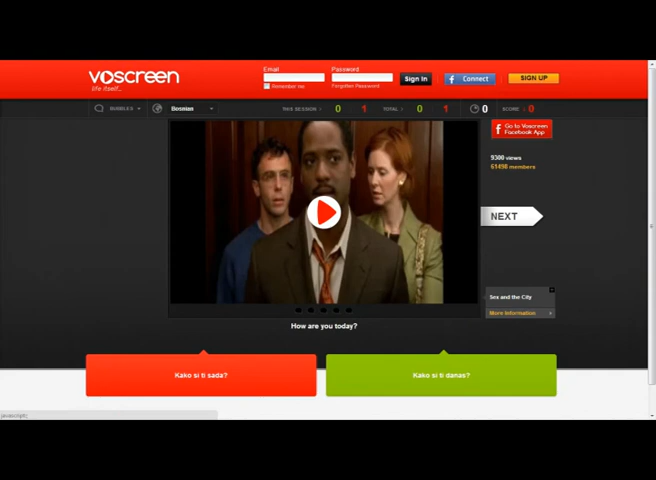 Email
Password
voscreen
life itself...
Sign In
Connect
SIGN UP
Remember me
Forgotten Password
BUBBLES
Bosnian
THIS SESSION : 0 1 TOTAL : 0 1
0
SCORE : 0
Go to Voscreen
Facebook App
9300 views
61490 members
NEXT
Sex and the City
More Information
How are you today?
Kako si ti sada?
Kako si ti danas?
javascript:;